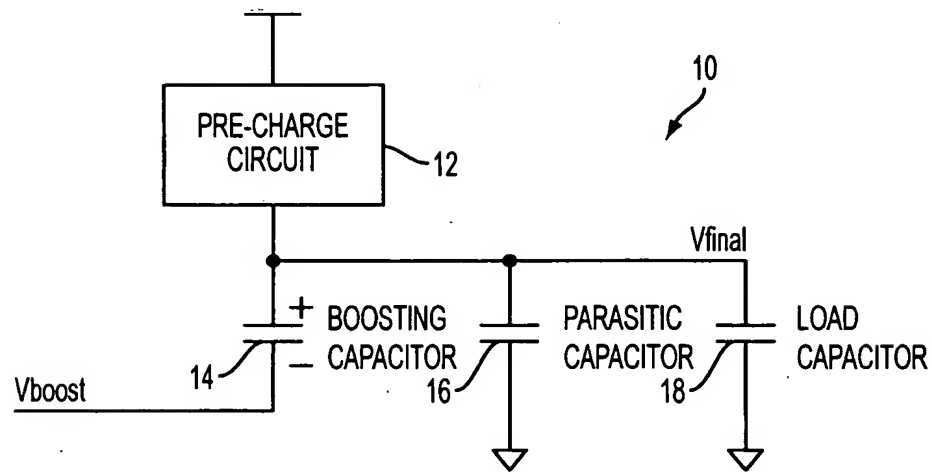 10
PRE-CHARGE
CIRCUIT
12
Vfinal
+
BOOSTING
CAPACITOR
–
14
PARASITIC
CAPACITOR
16
LOAD
CAPACITOR
18
Vboost